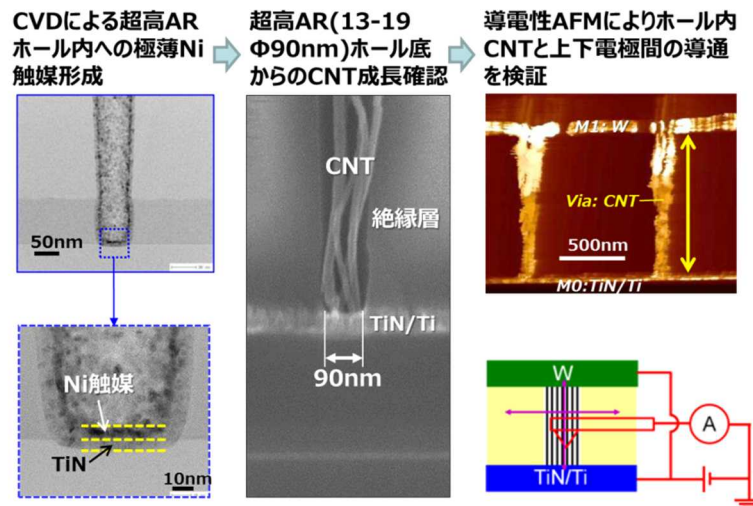 CVDによる超高AR
ホール内への極薄Ni
触媒形成
超高AR(13-19
Φ90nm)ホール底
からのCNT成長確認
導電性AFMによりホール内
CNTと上下電極間の導通
を検証
50nm
Ni触媒
TiN
10nm
CNT
絶縁層
TiN/Ti
90nm
M1: W
Via: CNT
500nm
M0:TiN/Ti
W
A
TiN/Ti